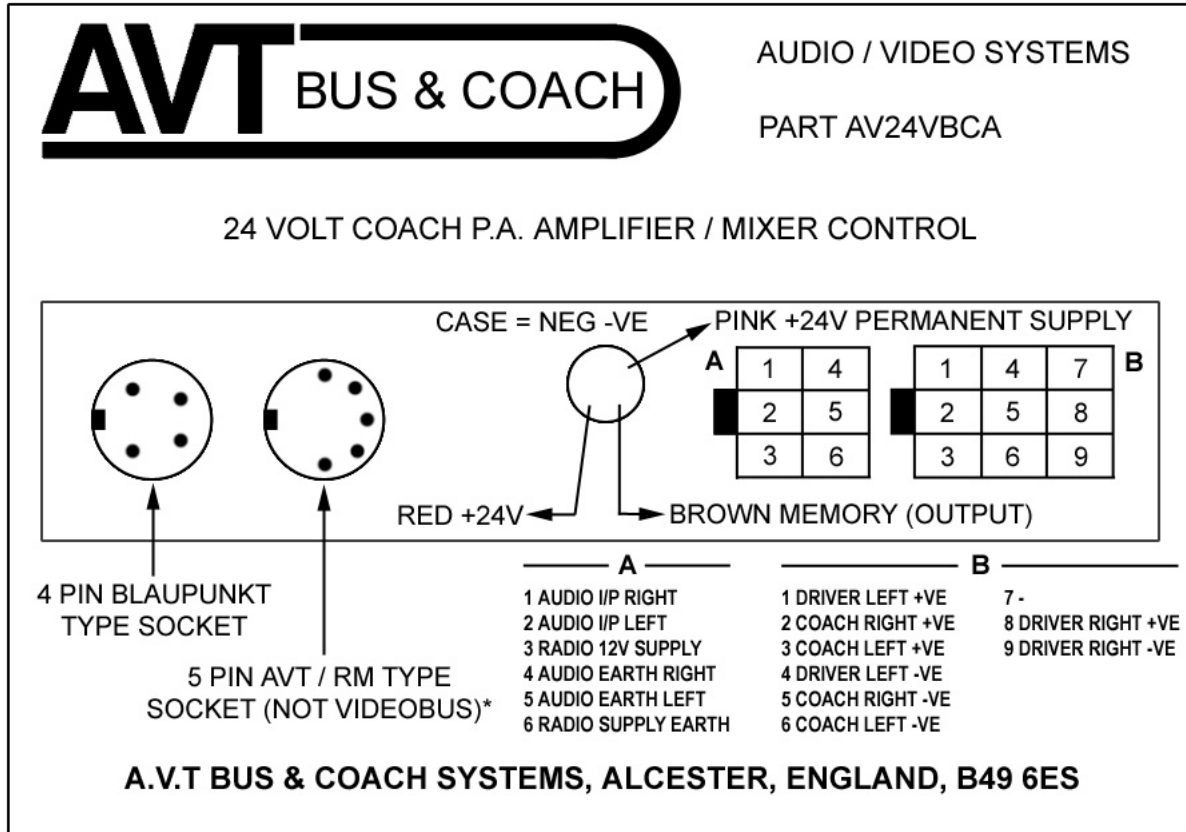 AVT BUS & COACH
AUDIO / VIDEO SYSTEMS
PART AV24VBCA
24 VOLT COACH P.A. AMPLIFIER / MIXER CONTROL
CASE = NEG -VE
PINK +24V PERMANENT SUPPLY
A
1 4
2 5
3 6
B
1 4 7
2 5 8
3 6 9
RED +24V
BROWN MEMORY (OUTPUT)
4 PIN BLAUPUNKT
TYPE SOCKET
5 PIN AVT / RM TYPE
SOCKET (NOT VIDEOBUS)*
A
1 AUDIO I/P RIGHT
2 AUDIO I/P LEFT
3 RADIO 12V SUPPLY
4 AUDIO EARTH RIGHT
5 AUDIO EARTH LEFT
6 RADIO SUPPLY EARTH
B
1 DRIVER LEFT +VE
2 COACH RIGHT +VE
3 COACH LEFT +VE
4 DRIVER LEFT -VE
5 COACH RIGHT -VE
6 COACH LEFT -VE
7 -
8 DRIVER RIGHT +VE
9 DRIVER RIGHT -VE
A.V.T BUS & COACH SYSTEMS, ALCESTER, ENGLAND, B49 6ES